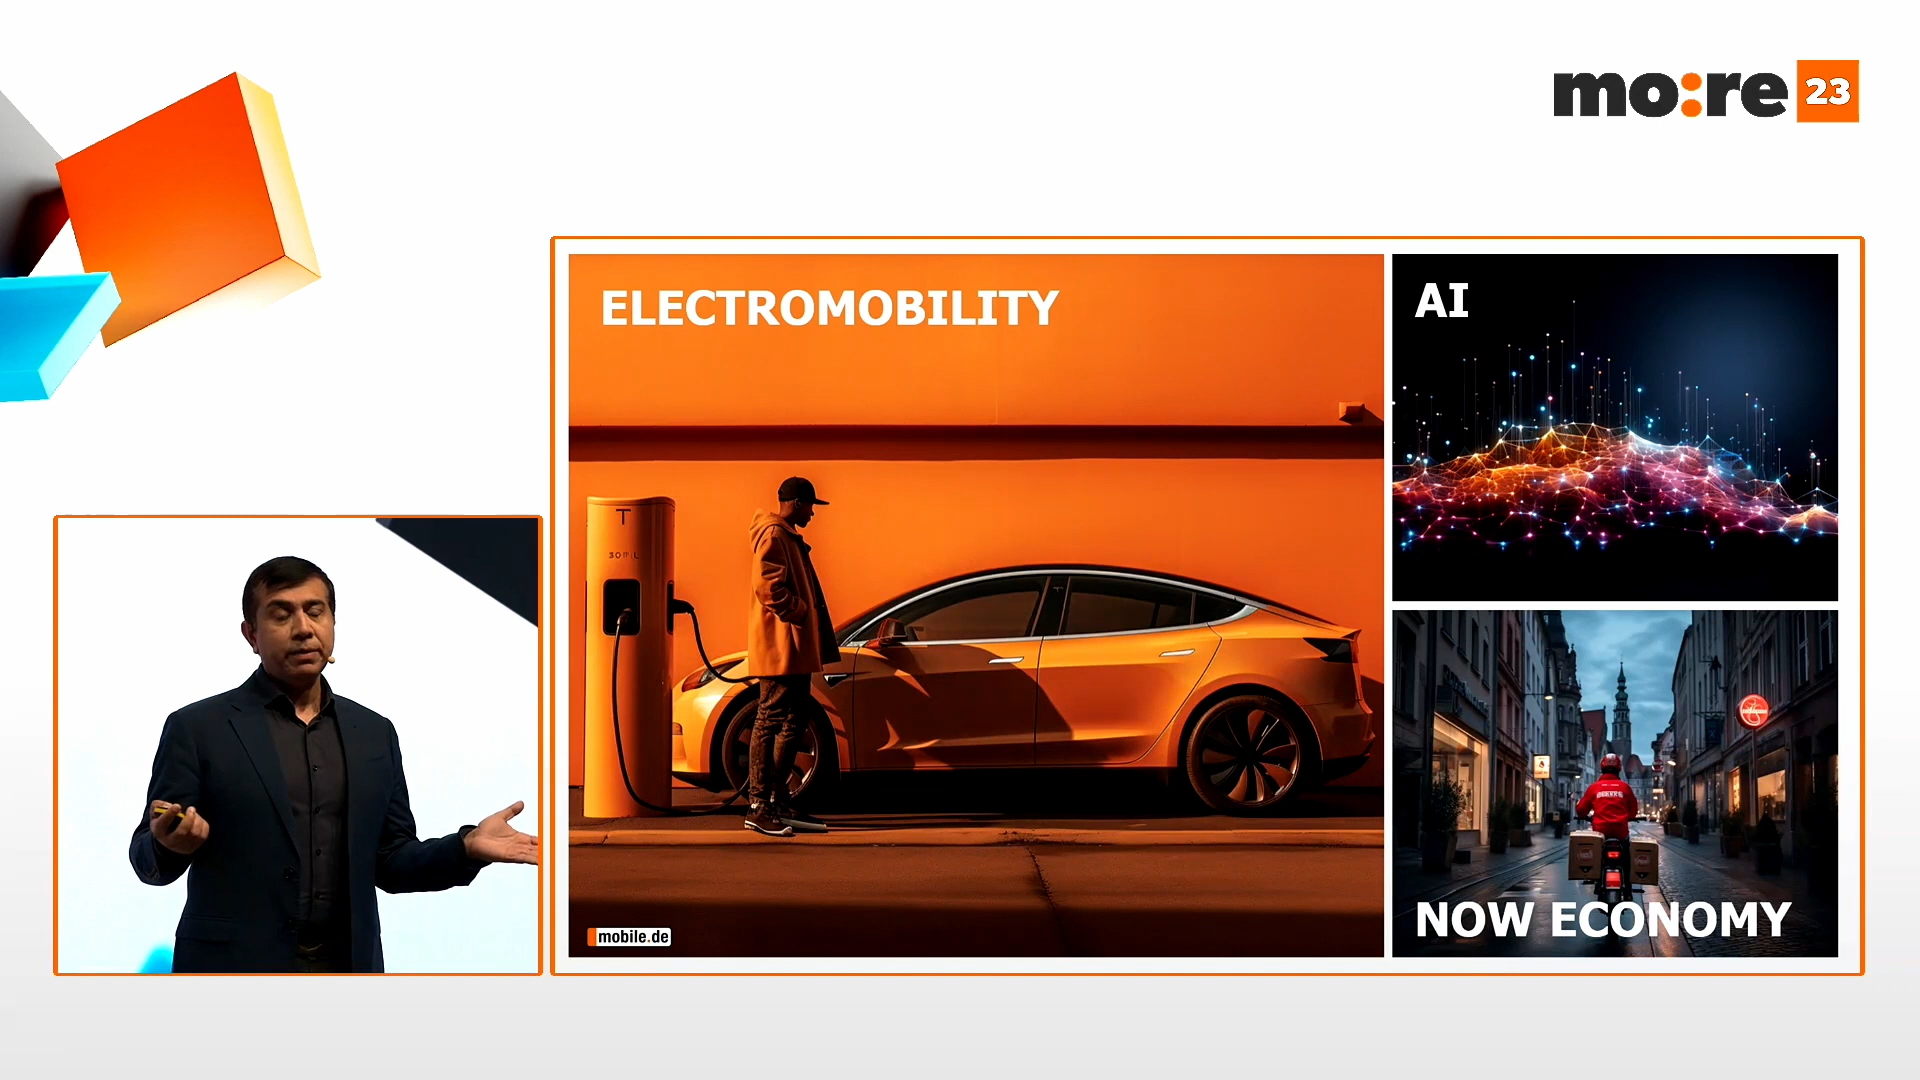 mo:re 23
ELECTROMOBILITY
AI
T
mobile.de
NOW ECONOMY